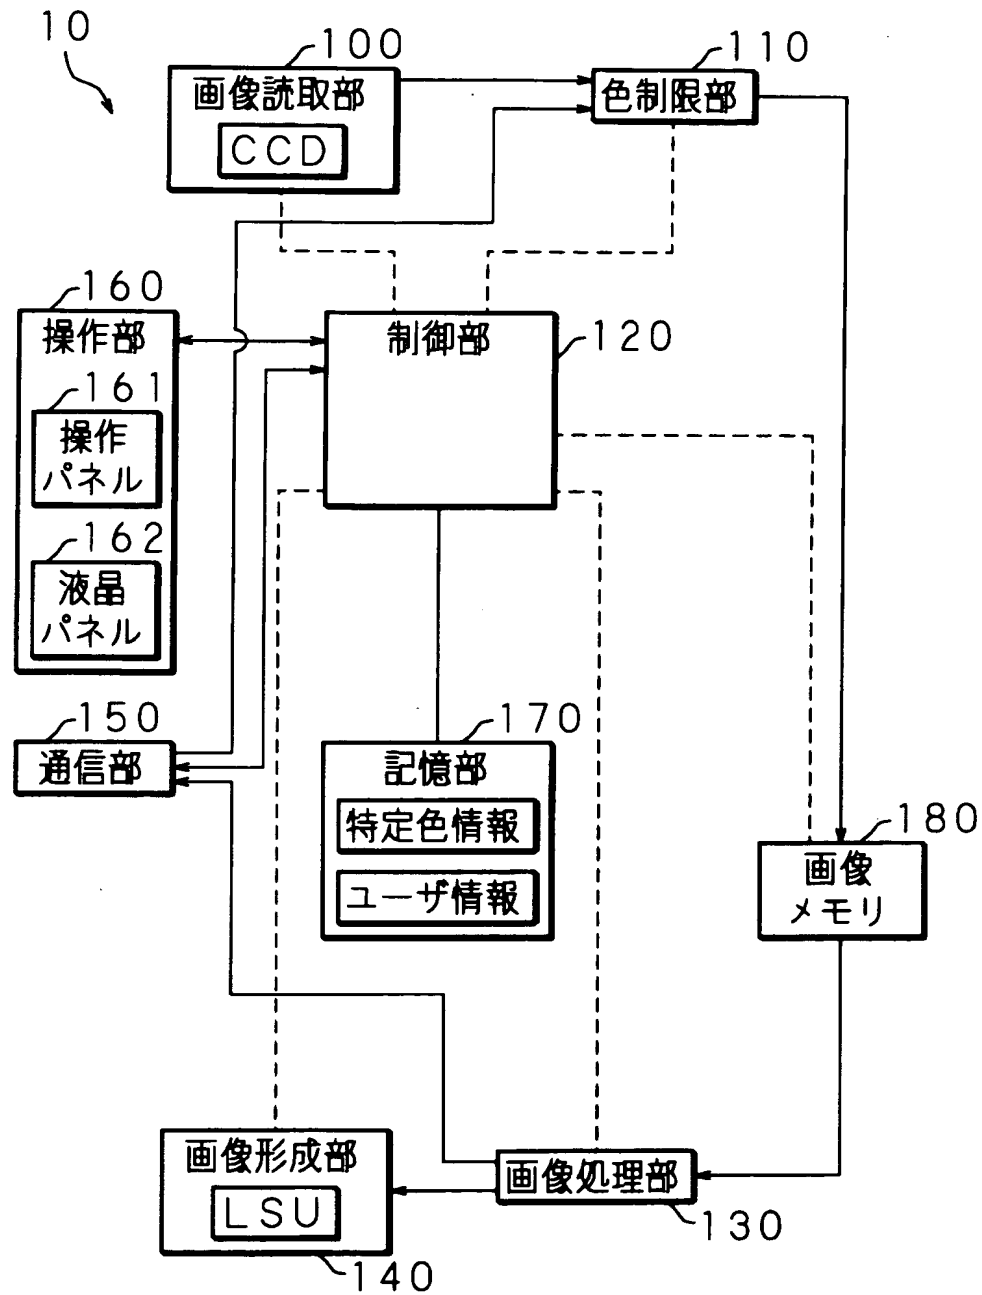 10
100
画像読取部
CCD
110
色制限部
160
操作部
161
操作
パネル
162
液晶
パネル
制御部
120
150
通信部
170
記憶部
特定色情報
ユーザ情報
180
画像
メモリ
画像形成部
LSU
140
画像処理部
130